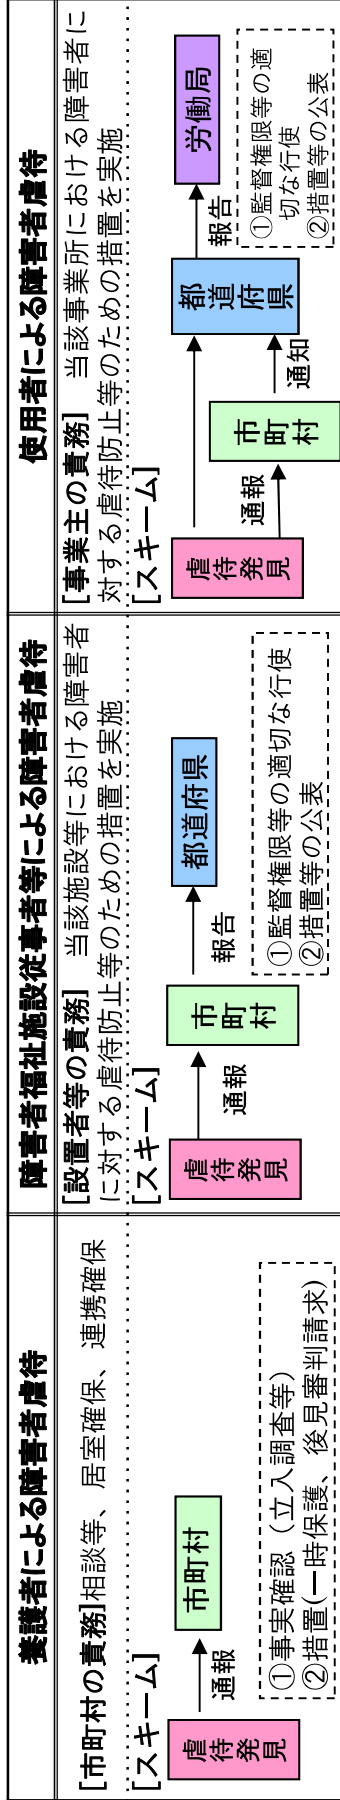 養護者による障害者虐待
[市町村の責務]相談等、居室確保、連携確保
[スキーム]
虐待発見
通報
市町村
①事実確認（立入調査等）
②措置(一時保護、後見審判請求)
障害者福祉施設従事者等による障害者虐待
[設置者等の責務]　当該施設等における障害者
に対する虐待防止等のための措置を実施
[スキーム]
虐待
発見
通報
市町
村
報告
都道府県
①監督権限等の適切な行使
②措置等の公表
使用者による障害者虐待
[事業主の責務]　当該事業所における障害者に
対する虐待防止等のための措置を実施
[スキーム]
虐待
発見
通報
市町
村
通知
都道
府県
報告
労働局
①監督権限等の適
切な行使
②措置等の公表